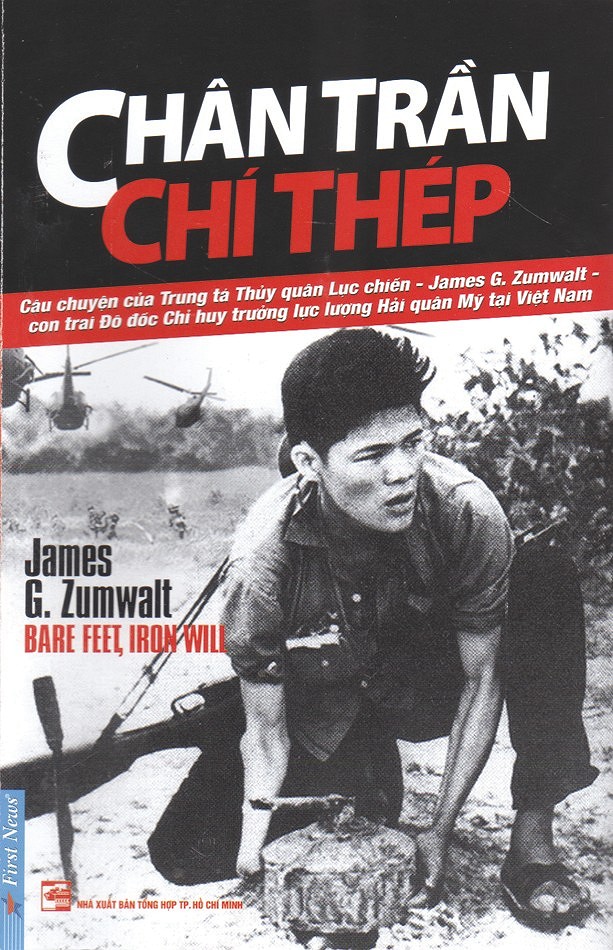 CHÂN TRẦN
CHÍ THÉP
Câu chuyện của Trung tá Thủy quân Lục chiến - James G. Zumwalt -
con trai Đô đốc Chỉ huy trưởng lực lượng Hải quân Mỹ tại Việt Nam
James
G. Zumwalt
BARE FEET, IRON WILL
First News
NHÀ XUẤT BẢN TỔNG HỢP TP. HỒ CHÍ MINH